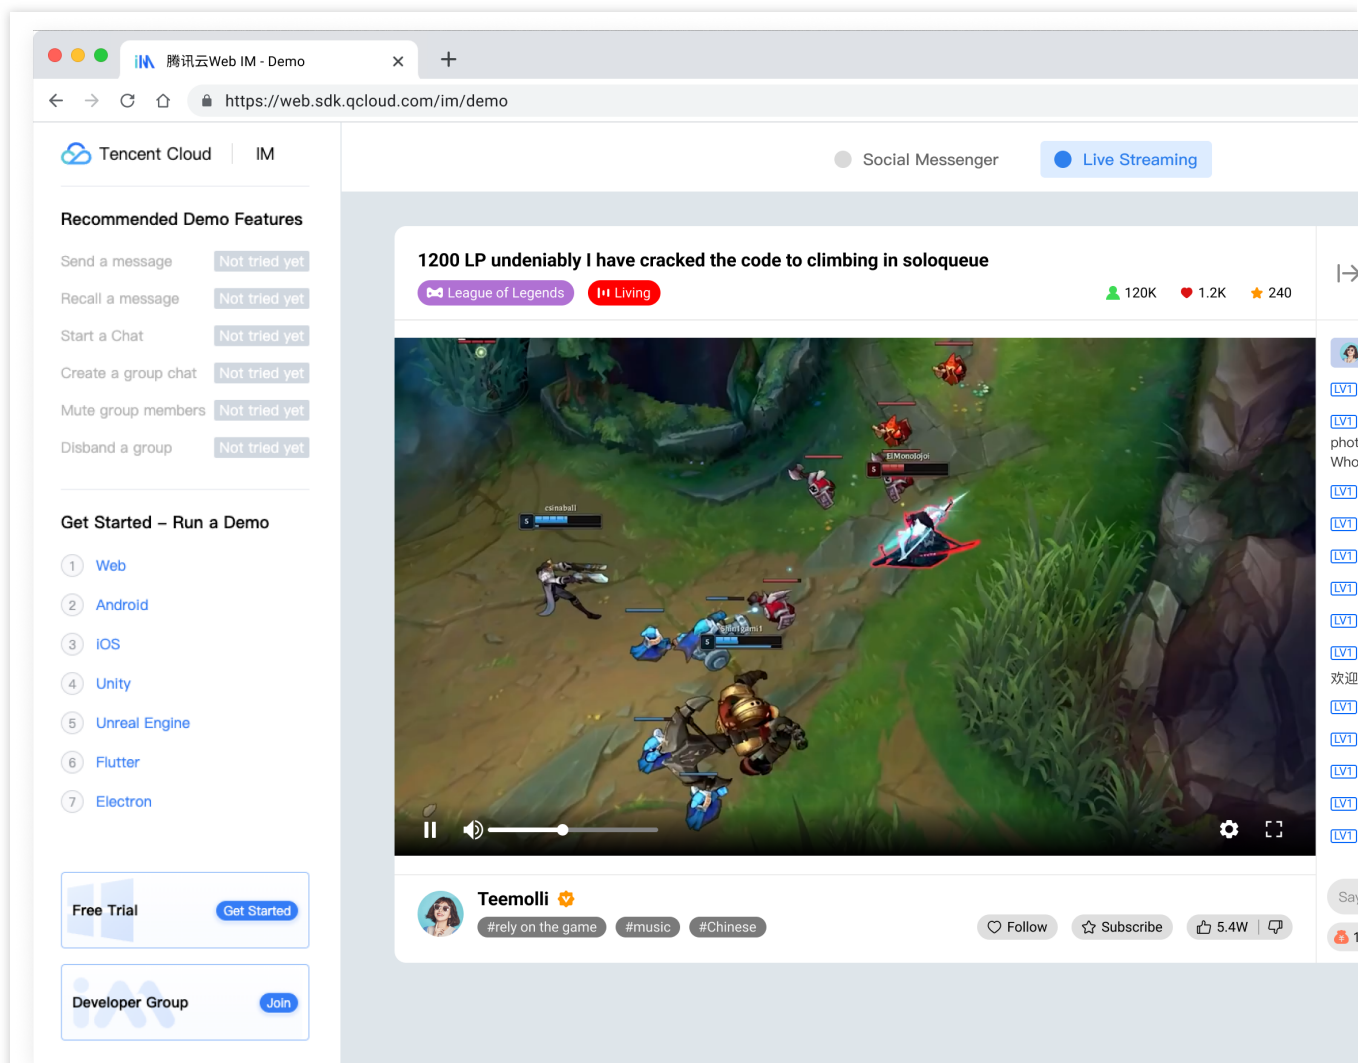 腾讯云Web IM - Demo
https://web.sdk.qcloud.com/im/demo
Tencent Cloud
IM
Social Messenger
Live Streaming
Recommended Demo Features
Send a message
Not tried yet
Recall a message
Not tried yet
Start a Chat
Not tried yet
Create a group chat
Not tried yet
Mute group members
Not tried yet
Disband a group
Not tried yet
Get Started – Run a Demo
1 Web
2 Android
3 iOS
4 Unity
5 Unreal Engine
6 Flutter
7 Electron
Free Trial
Get Started
Developer Group
Join
1200 LP undeniably I have cracked the code to climbing in soloqueue
League of Legends
Living
120K
1.2K
240
ElMonolojoi
5
csinaball
5
Shinigami1
5
Teemolli
#rely on the game
#music
#Chinese
Follow
Subscribe
5.4W
LV1
LV1
phot
Who
LV1
LV1
LV1
LV1
LV1
LV1
欢迎
LV1
LV1
LV1
LV1
LV1
Say
1